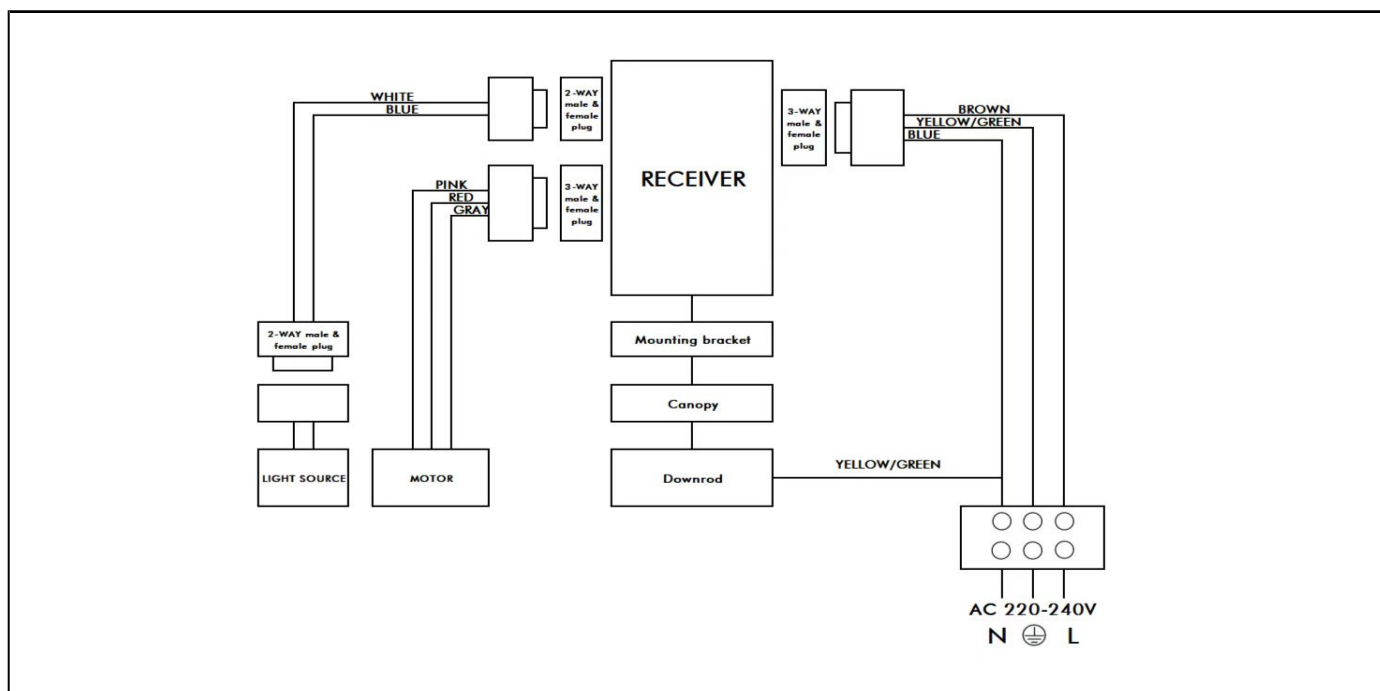 WHITE
BLUE
2-WAY
male &
female
plug
PINK
RED
GRAY
3-WAY
male &
female
plug
RECEIVER
3-WAY
male &
female
plug
BROWN
YELLOW/GREEN
BLUE
2-WAY male &
female plug
Mounting bracket
Canopy
LIGHT SOURCE
MOTOR
Downrod
YELLOW/GREEN
AC 220-240V
N L